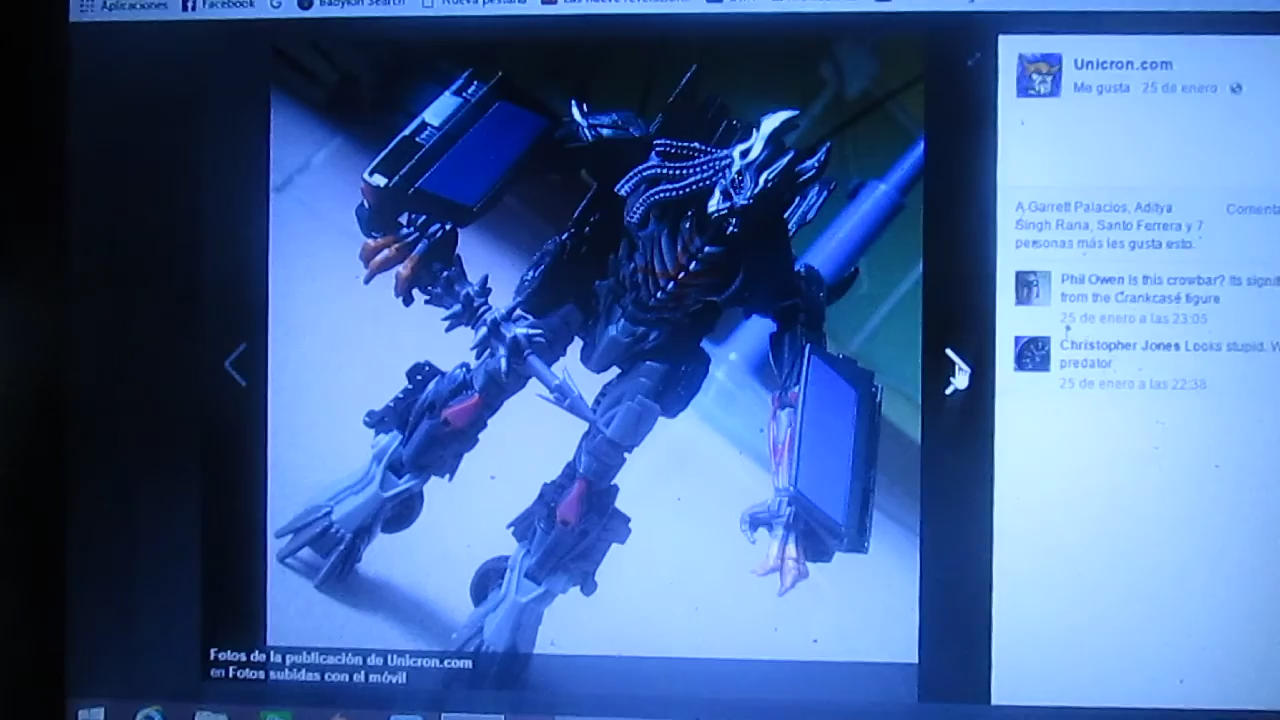 Aplicaciones Facebook Babylon Search Nueva pestaña
Unicron.com
Me gusta · 25 de enero ·
A Garrett Palacios, Aditya
Singh Rana, Santo Ferrera y 7
personas más les gusta esto.
Phil Owen Is this crowbar? Its
from the Crankcase figure
25 de enero a las 23:05
Christopher Jones Looks stupid.
predator
25 de enero a las 22:38
Fotos de la publicación de Unicron.com
en Fotos subidas con el móvil